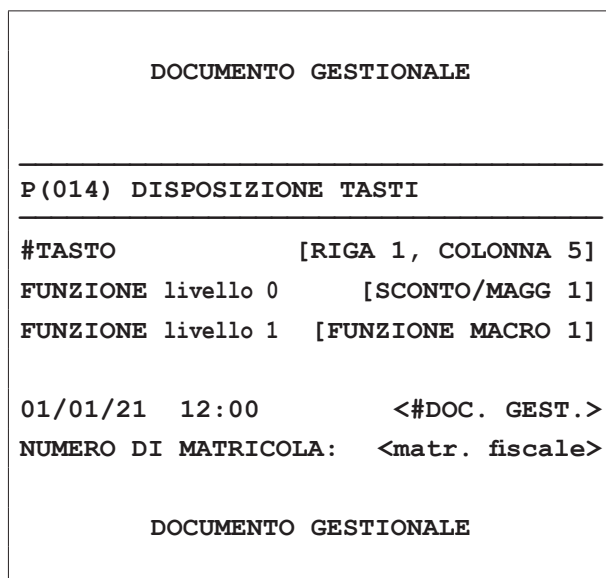 DOCUMENTO GESTIONALE
P(014) DISPOSIZIONE TASTI
#TASTO [RIGA 1, COLONNA 5]
FUNZIONE livello 0 [SCONTO/MAGG 1]
FUNZIONE livello 1 [FUNZIONE MACRO 1]
01/01/21 12:00 <#DOC. GEST.>
NUMERO DI MATRICOLA: <matr. fiscale>
DOCUMENTO GESTIONALE